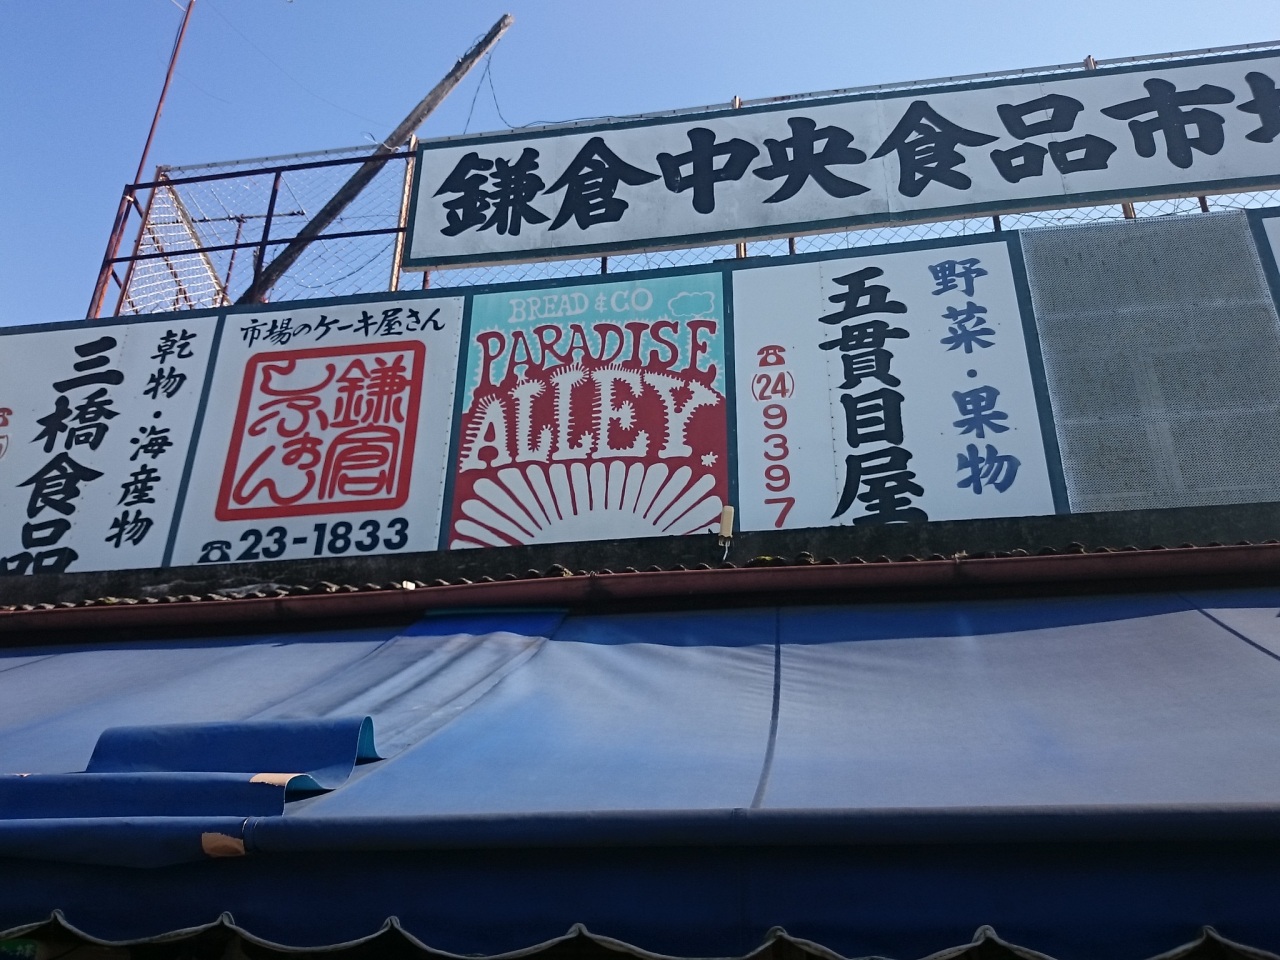 鎌倉中央食品市
乾物・海産物
三橋食品
市場のケーキ屋さん
鎌倉
しふぉん
☎23-1833
BREAD & CO
PARADISE
ALLEY
野菜・果物
五貫目屋
☎(24)9397